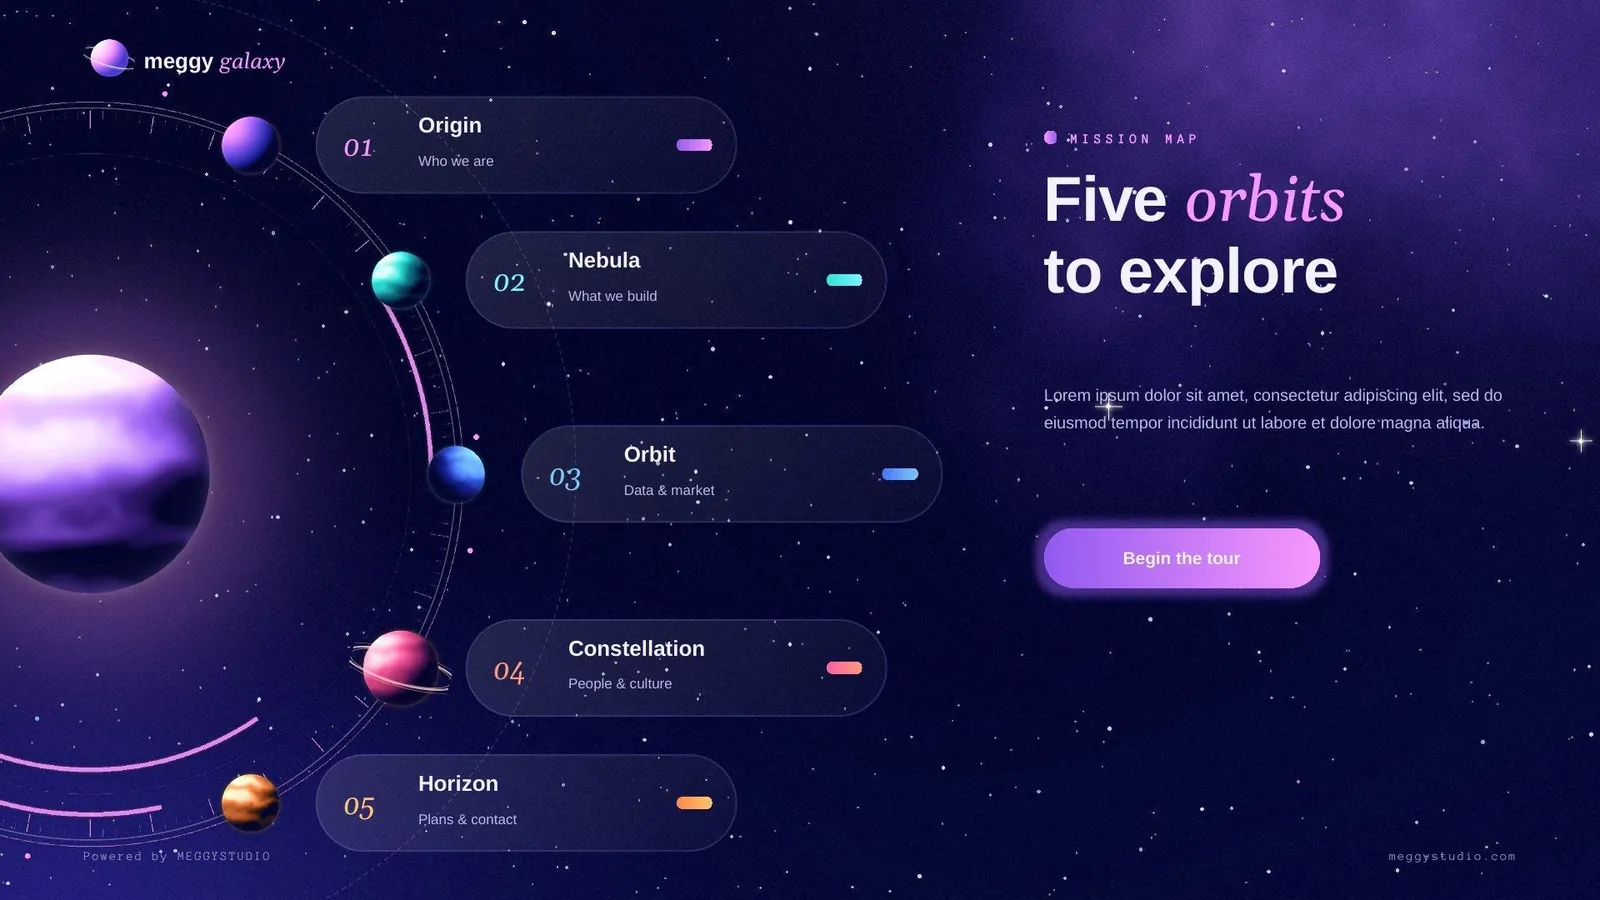 meggy galaxy
01
Origin
Who we are
02
Nebula
What we build
03
Orbit
Data & market
04
Constellation
People & culture
05
Horizon
Plans & contact
MISSION MAP
Five orbits
to explore
Lorem ipsum dolor sit amet, consectetur adipiscing elit, sed do
eiusmod tempor incididunt ut labore et dolore magna aliqua.
Begin the tour
Powered by MEGGYSTUDIO
meggystudio.com